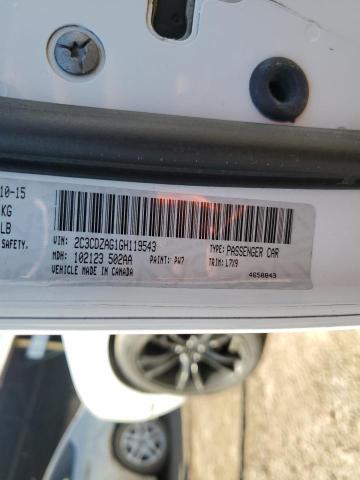 10-15
KG
LB
SAFETY.
VIN: 2C3CDZAG1GH119543 TYPE: PASSENGER CAR
MDH: 102123 502AA PAINT: PW7 TRIM: L7X9
VEHICLE MADE IN CANADA 4658843